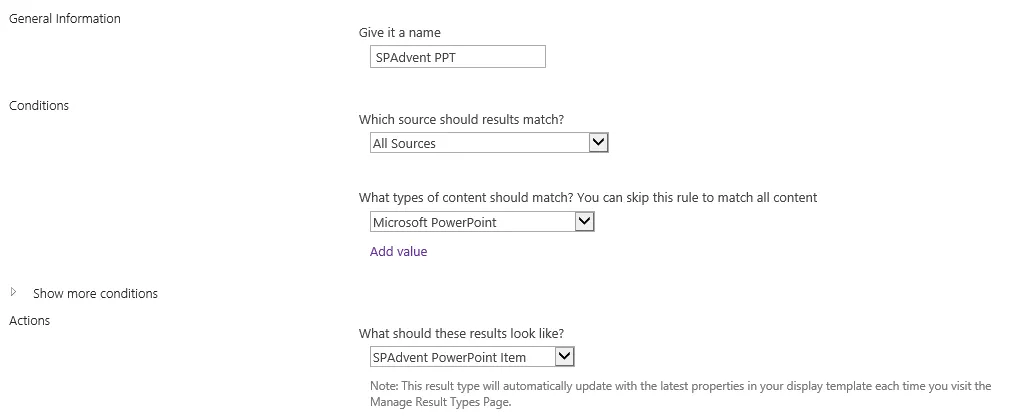 General Information
Give it a name
SPAdvent PPT
Conditions
Which source should results match?
All Sources
What types of content should match? You can skip this rule to match all content
Microsoft PowerPoint
Add value
Show more conditions
Actions
What should these results look like?
SPAdvent PowerPoint Item
Note: This result type will automatically update with the latest properties in your display template each time you visit the
Manage Result Types Page.